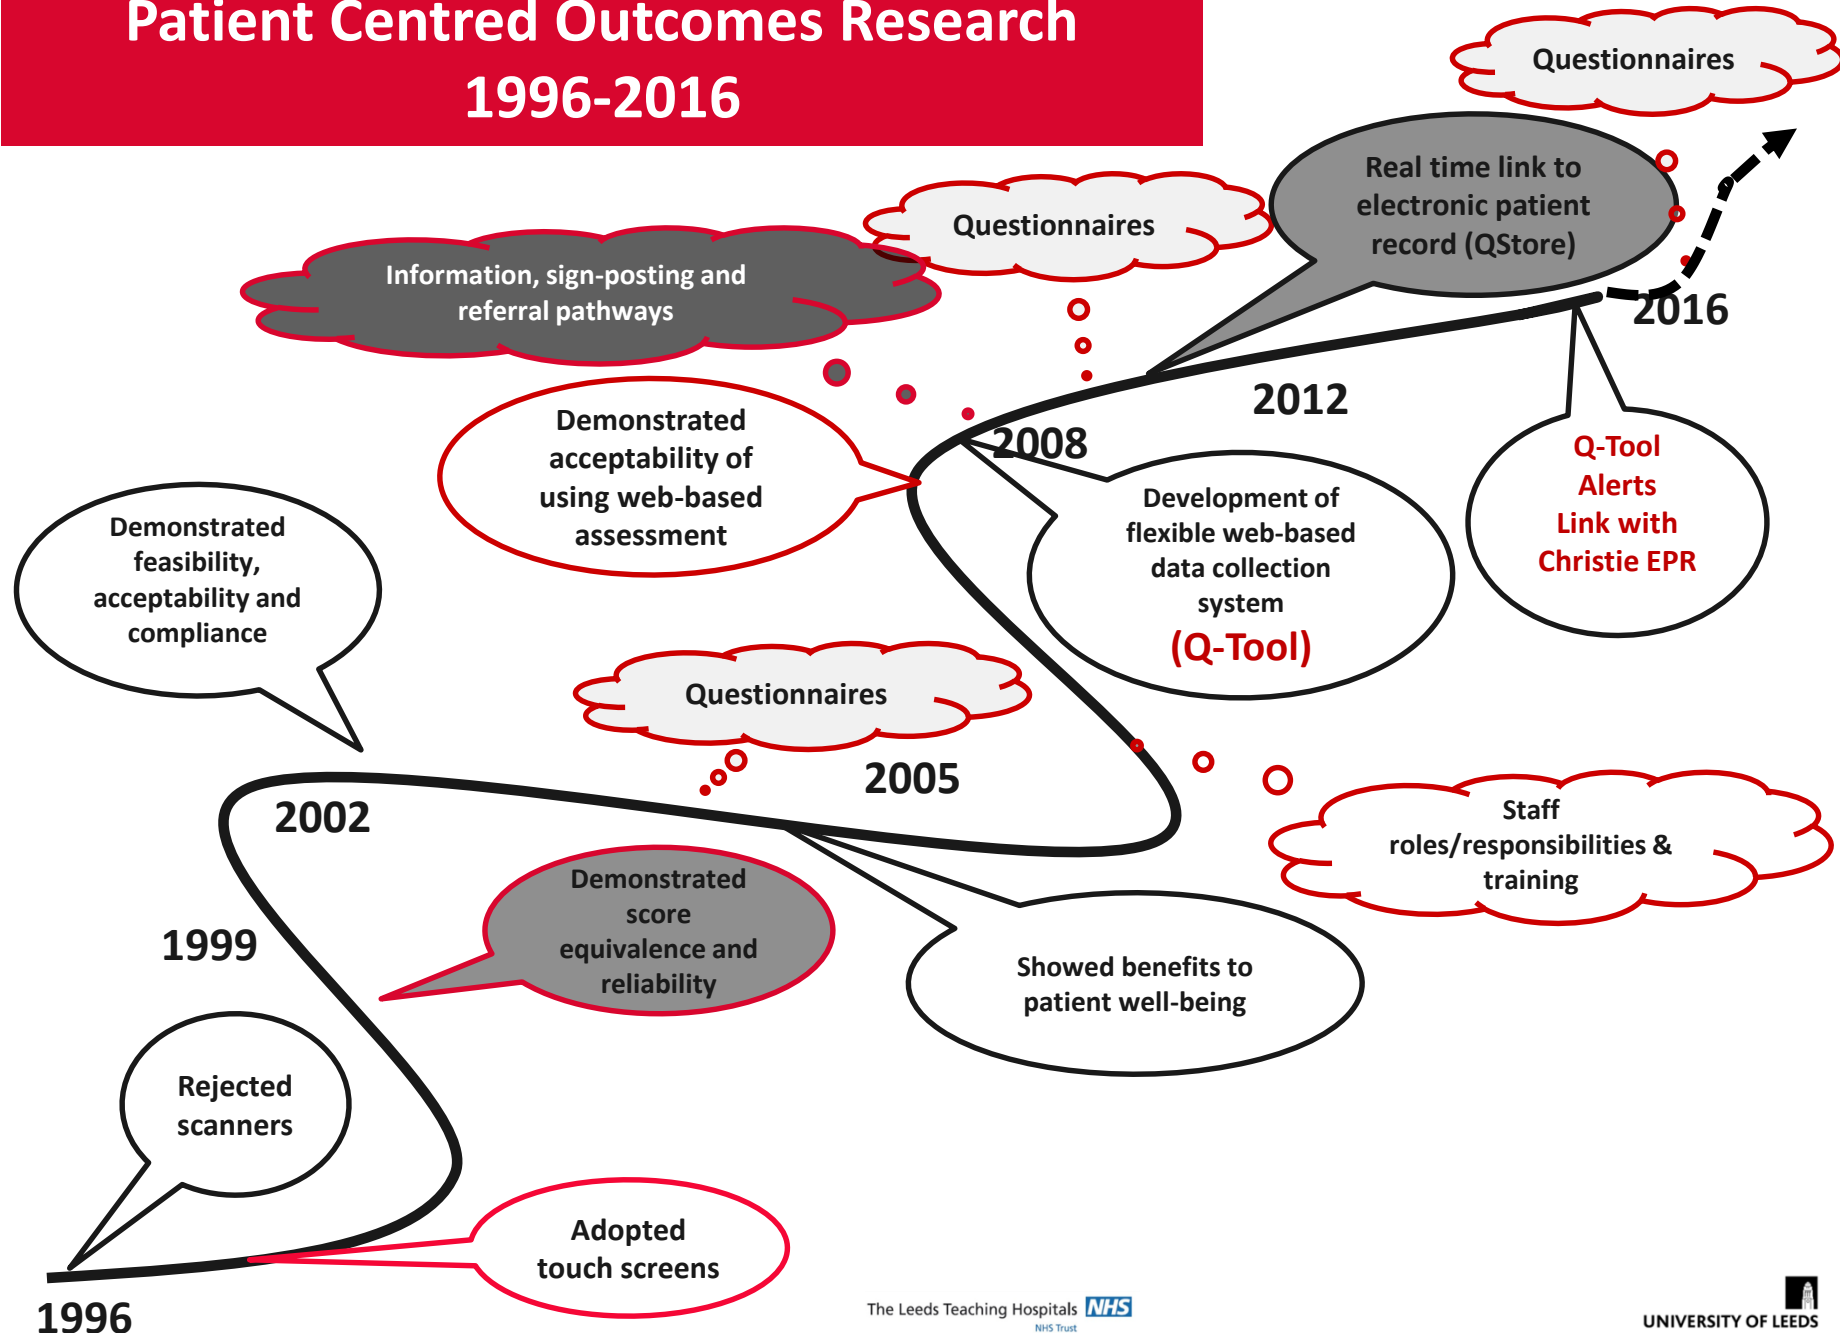 Patient Centred Outcomes Research
1996-2016
Questionnaires
Real time link to
electronic patient
record (QStore)
Questionnaires
Information, sign-posting and
referral pathways
2016
2012
Demonstrated
acceptability of
using web-based
assessment
2008
Q-Tool
Alerts
Link with
Christie EPR
Development of
flexible web-based
data collection
system
(Q-Tool)
Demonstrated
feasibility,
acceptability and
compliance
Questionnaires
2005
2002
Staff
roles/responsibilities &
training
Demonstrated
score
equivalence and
reliability
1999
Showed benefits to
patient well-being
Rejected
scanners
Adopted
touch screens
1996
The Leeds Teaching Hospitals NHS
NHS Trust
UNIVERSITY OF LEEDS